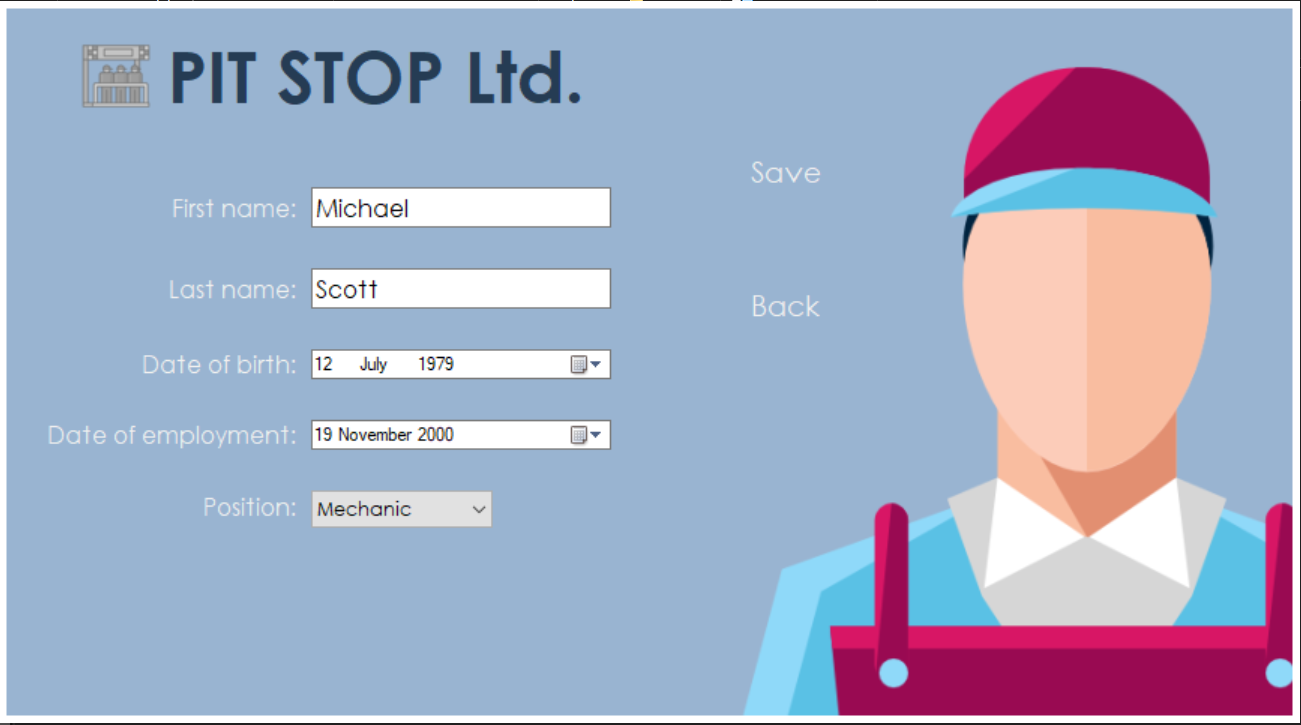 PIT STOP Ltd.
Save
First name: Michael
Last name: Scott
Back
Date of birth: 12 July 1979
Date of employment: 19 November 2000
Position: Mechanic